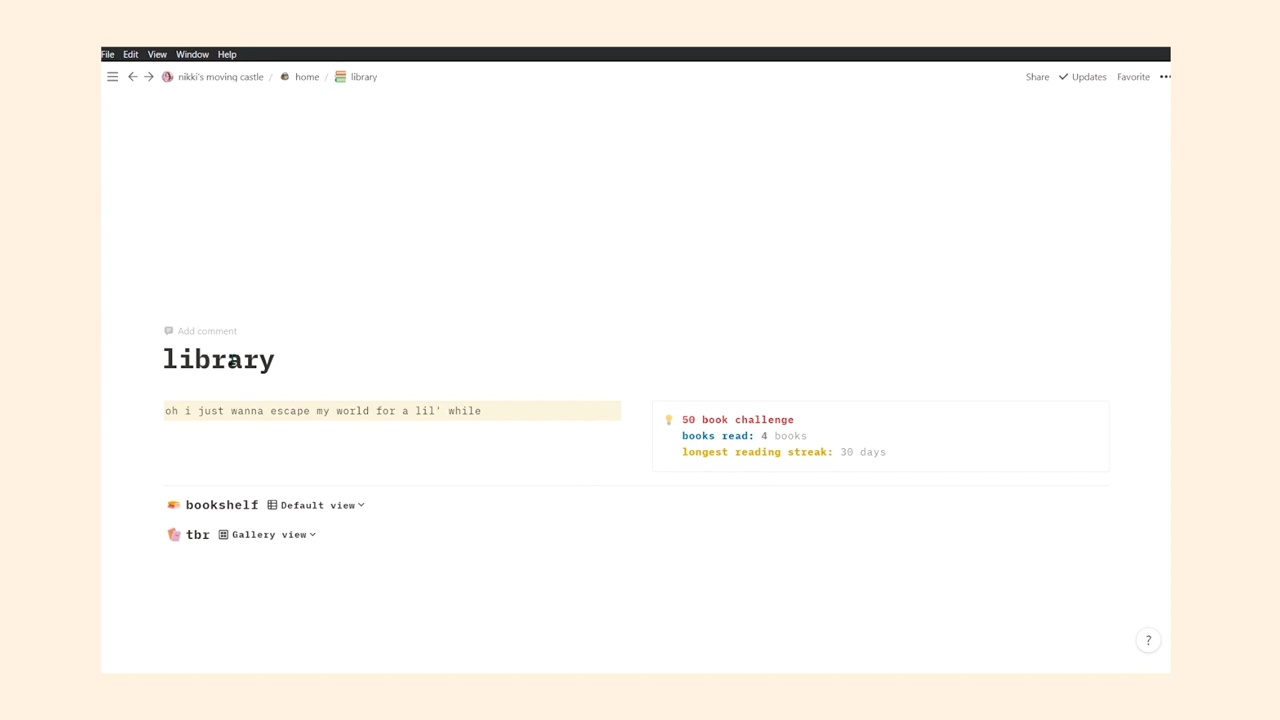 File Edit View Window Help
nikki's moving castle / home / library
Share Updates Favorite
Add comment
library
oh i just wanna escape my world for a lil' while
50 book challenge
books read: 4 books
longest reading streak: 30 days
bookshelf Default view
tbr Gallery view
?